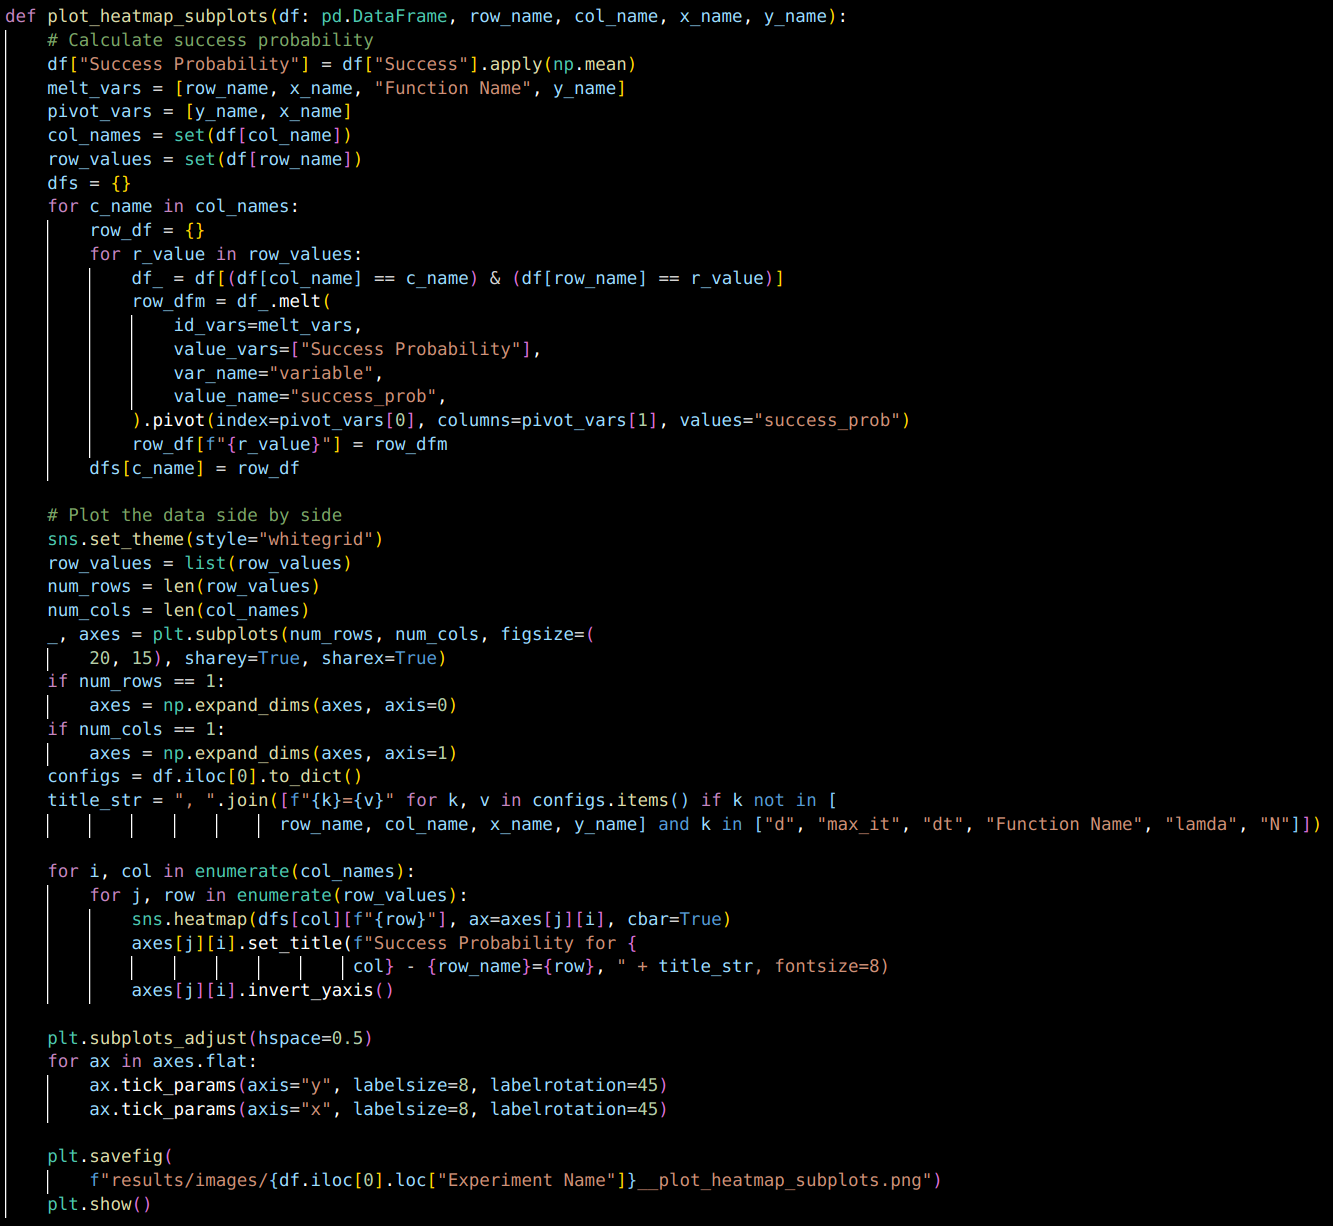 def plot_heatmap_subplots(df: pd.DataFrame, row_name, col_name, x_name, y_name):
    # Calculate success probability
    df["Success Probability"] = df["Success"].apply(np.mean)
    melt_vars = [row_name, x_name, "Function Name", y_name]
    pivot_vars = [y_name, x_name]
    col_names = set(df[col_name])
    row_values = set(df[row_name])
    dfs = {}
    for c_name in col_names:
        row_df = {}
        for r_value in row_values:
            df_ = df[(df[col_name] == c_name) & (df[row_name] == r_value)]
            row_dfm = df_.melt(
                id_vars=melt_vars,
                value_vars=["Success Probability"],
                var_name="variable",
                value_name="success_prob",
            ).pivot(index=pivot_vars[0], columns=pivot_vars[1], values="success_prob")
            row_df[f"{r_value}"] = row_dfm
        dfs[c_name] = row_df

    # Plot the data side by side
    sns.set_theme(style="whitegrid")
    row_values = list(row_values)
    num_rows = len(row_values)
    num_cols = len(col_names)
    _, axes = plt.subplots(num_rows, num_cols, figsize=(
        20, 15), sharey=True, sharex=True)
    if num_rows == 1:
        axes = np.expand_dims(axes, axis=0)
    if num_cols == 1:
        axes = np.expand_dims(axes, axis=1)
    configs = df.iloc[0].to_dict()
    title_str = ", ".join([f"{k}={v}" for k, v in configs.items() if k not in [
                          row_name, col_name, x_name, y_name] and k in ["d", "max_it", "dt", "Function Name", "lamda", "N"]])

    for i, col in enumerate(col_names):
        for j, row in enumerate(row_values):
            sns.heatmap(dfs[col][f"{row}"], ax=axes[j][i], cbar=True)
            axes[j][i].set_title(f"Success Probability for {
                                 col} - {row_name}={row}, " + title_str, fontsize=8)
            axes[j][i].invert_yaxis()

    plt.subplots_adjust(hspace=0.5)
    for ax in axes.flat:
        ax.tick_params(axis="y", labelsize=8, labelrotation=45)
        ax.tick_params(axis="x", labelsize=8, labelrotation=45)

    plt.savefig(
        f"results/images/{df.iloc[0].loc["Experiment Name"]}__plot_heatmap_subplots.png")
    plt.show()